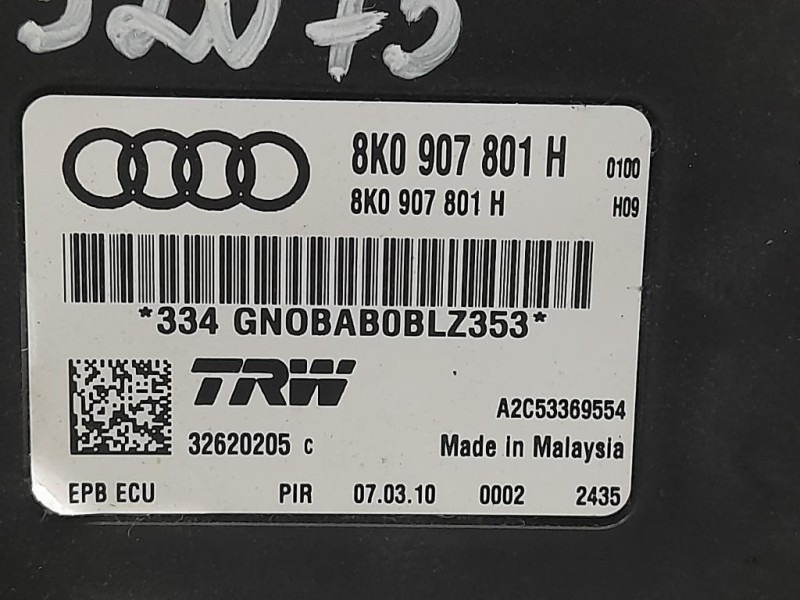 8K0 907 801 H 0100
8K0 907 801 H H09
*334 GNOBAB0BLZ353*
TRW
A2C53369554
32620205 c
Made in Malaysia
EPB ECU PIR 07.03.10 0002 2435